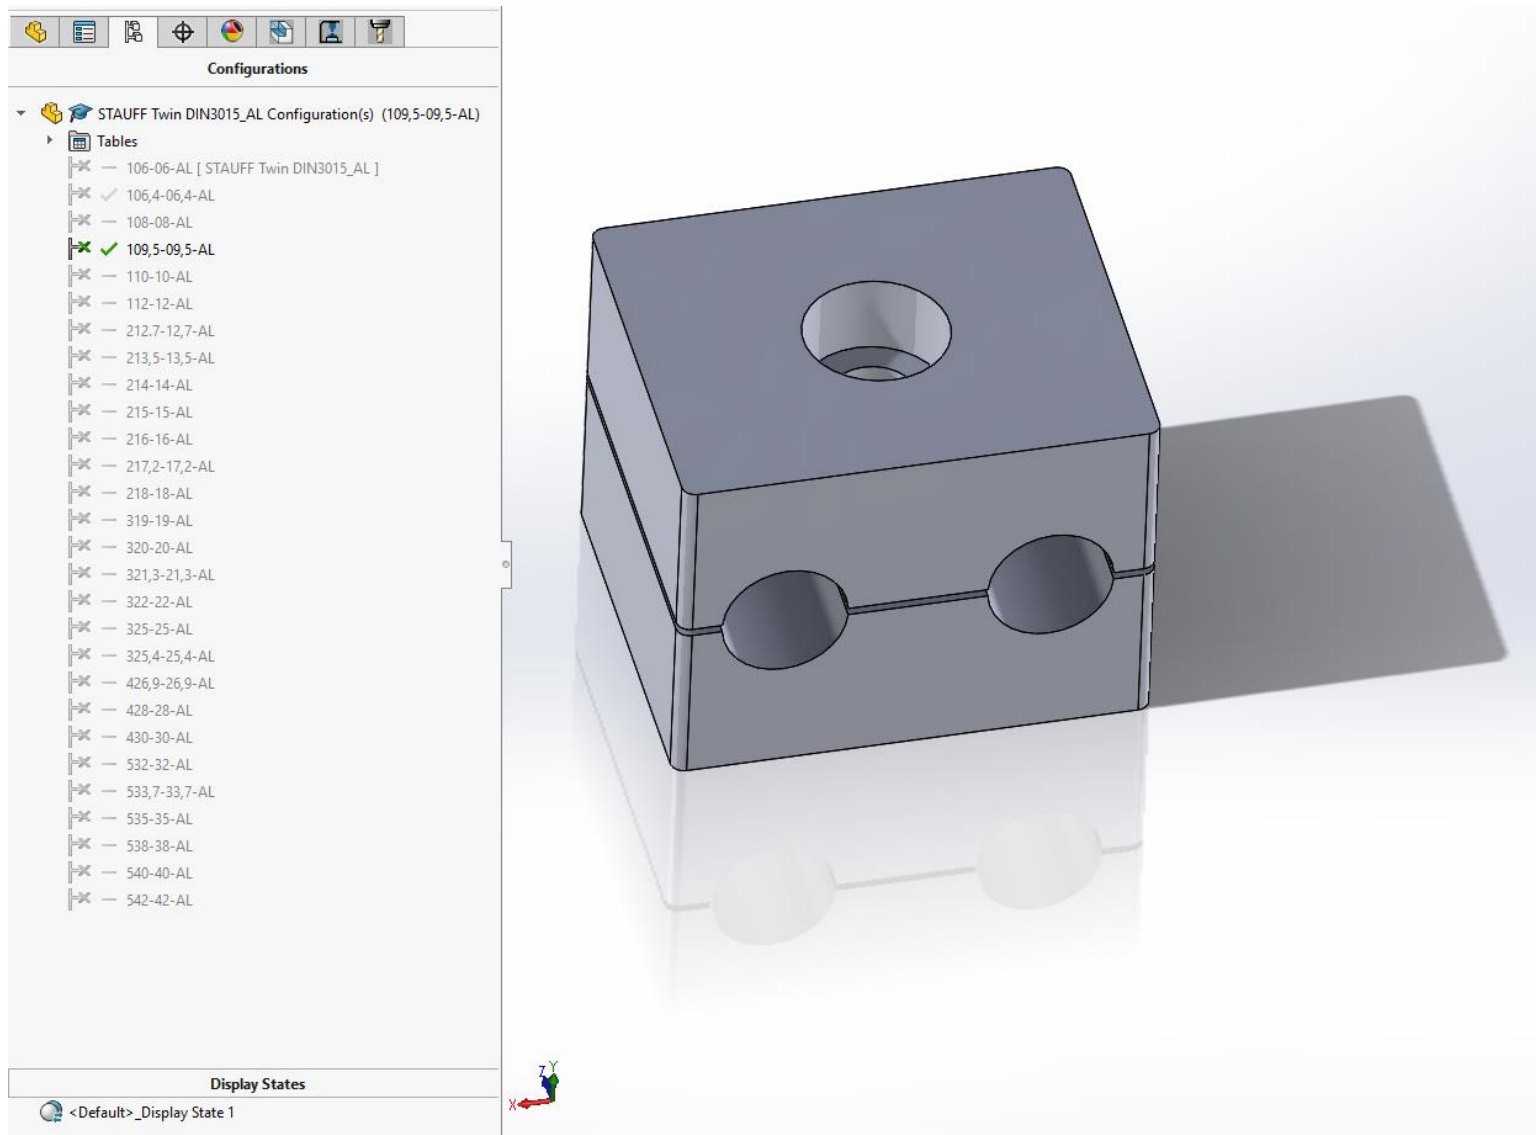 Configurations
STAUFF Twin DIN3015_AL Configuration(s) (109,5-09,5-AL)
Tables
106-06-AL [ STAUFF Twin DIN3015_AL ]
106,4-06,4-AL
108-08-AL
109,5-09,5-AL
110-10-AL
112-12-AL
212.7-12,7-AL
213,5-13,5-AL
214-14-AL
215-15-AL
216-16-AL
217,2-17,2-AL
218-18-AL
319-19-AL
320-20-AL
321,3-21,3-AL
322-22-AL
325-25-AL
325,4-25,4-AL
426,9-26,9-AL
428-28-AL
430-30-AL
532-32-AL
533,7-33,7-AL
535-35-AL
538-38-AL
540-40-AL
542-42-AL
Display States
<Default>_Display State 1
Z Y
X